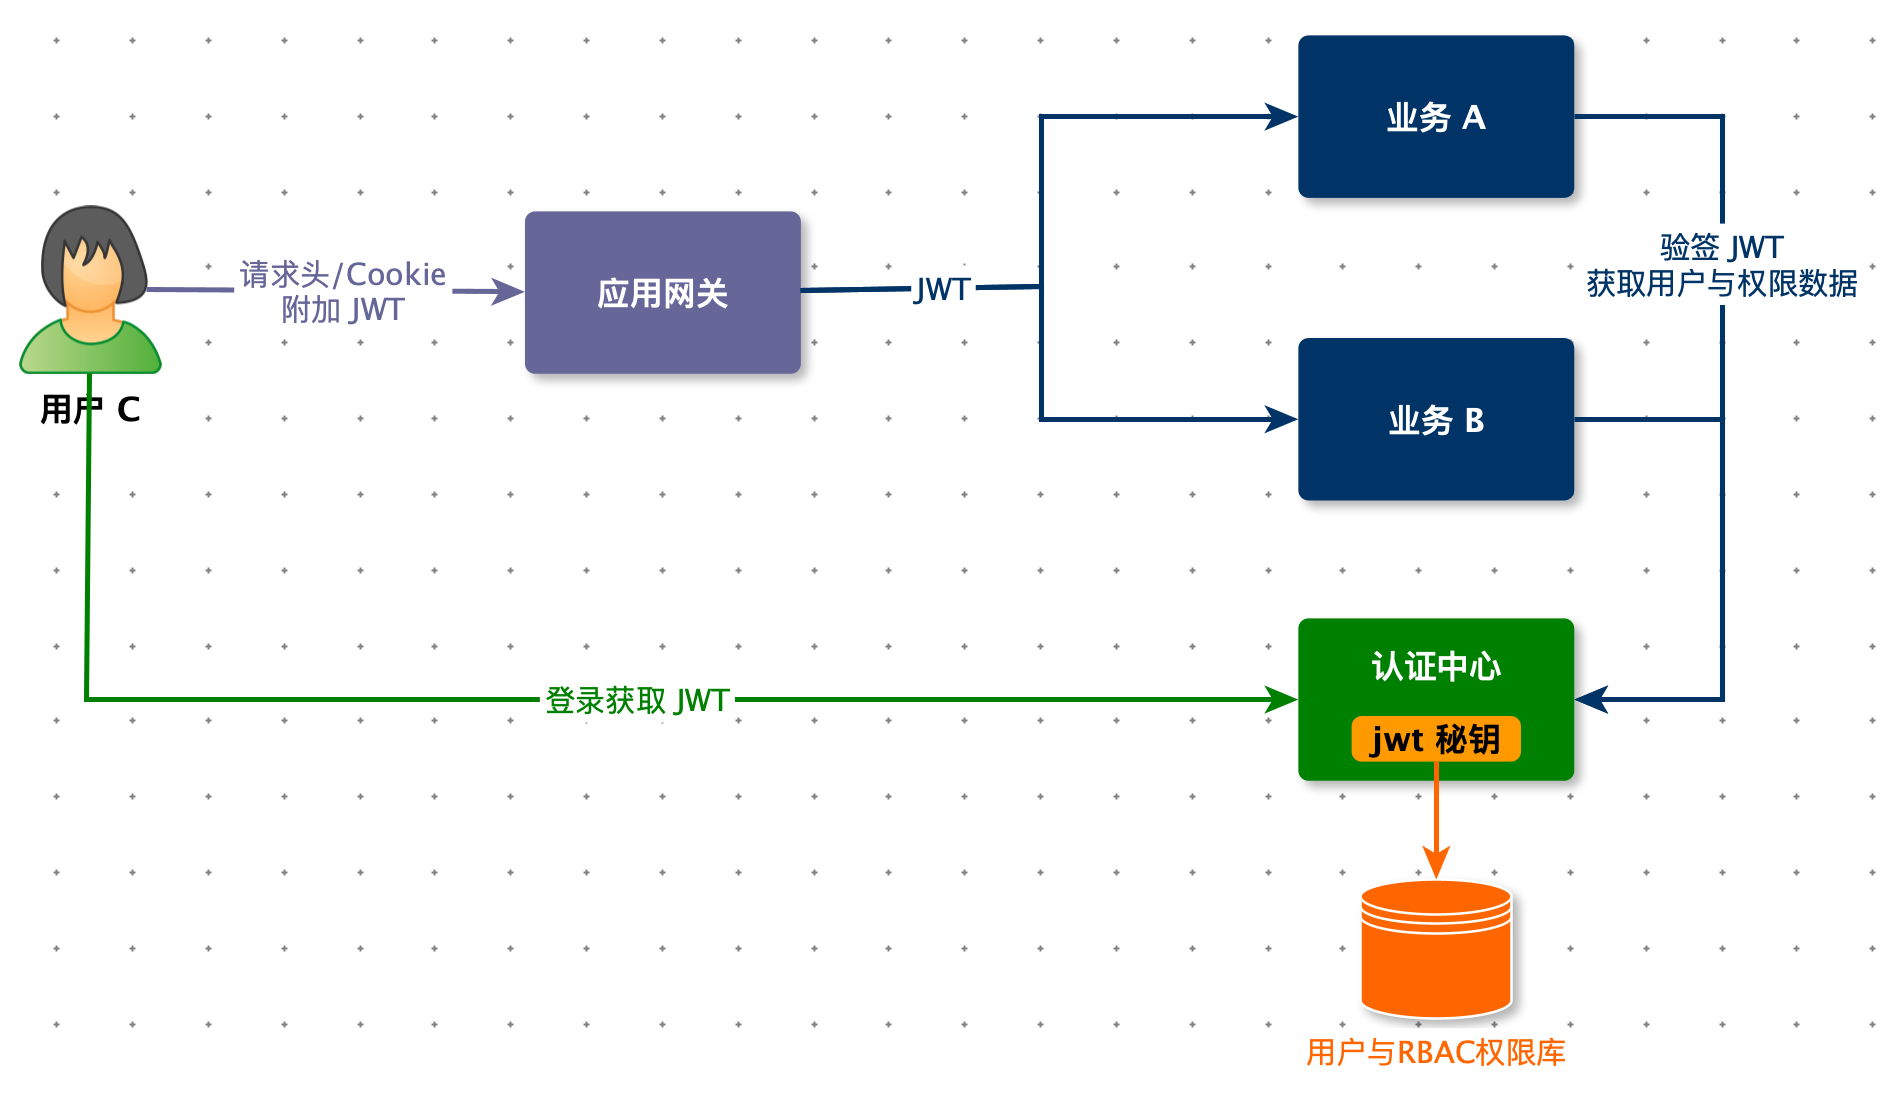 业务 A
验签 JWT
获取用户与权限数据
请求头/Cookie
附加 JWT
应用网关
JWT
用户 C
业务 B
登录获取 JWT
认证中心
jwt 秘钥
用户与RBAC权限库